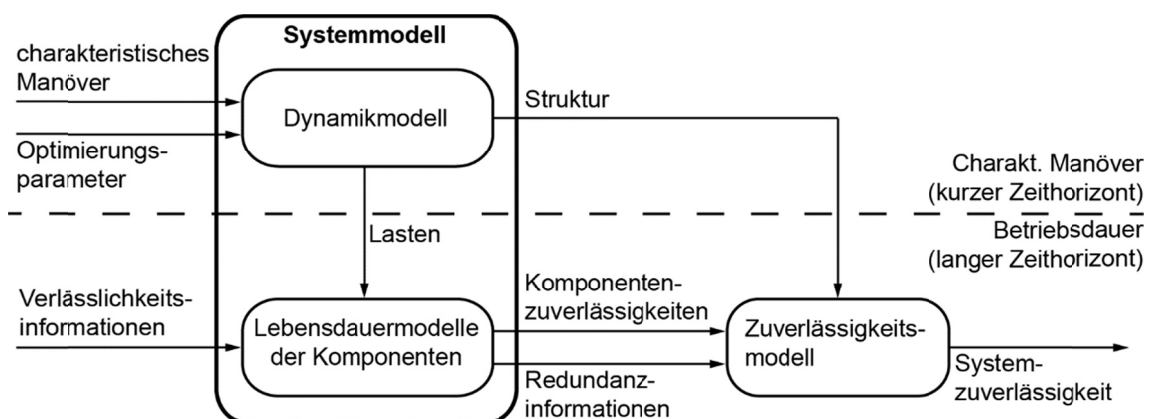 Systemmodell
charakteristisches
Manöver
Dynamikmodell
Struktur
Optimierungs-
parameter
Charakt. Manöver
(kurzer Zeithorizont)
Lasten
Betriebsdauer
(langer Zeithorizont)
Verlässlichkeits-
informationen
Lebensdauermodelle
der Komponenten
Komponenten-
zuverlässigkeiten
Redundanz-
informationen
Zuverlässigkeits-
modell
System-
zuverlässigkeit